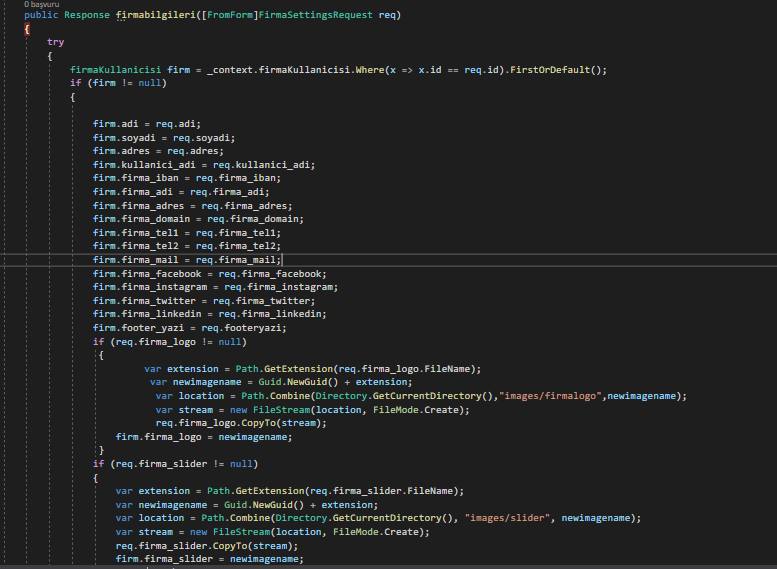 0 başvuru
public Response firmabilgileri([FromForm]FirmaSettingsRequest req)
{
try
{
firmaKullanicisi firm = _context.firmaKullanicisi.Where(x => x.id == req.id).FirstOrDefault();
if (firm != null)
{
firm.adi = req.adi;
firm.soyadi = req.soyadi;
firm.adres = req.adres;
firm.kullanici_adi = req.kullanici_adi;
firm.firma_iban = req.firma_iban;
firm.firma_adi = req.firma_adi;
firm.firma_adres = req.firma_adres;
firm.firma_domain = req.firma_domain;
firm.firma_tel1 = req.firma_tel1;
firm.firma_tel2 = req.firma_tel2;
firm.firma_mail = req.firma_mail;
firm.firma_facebook = req.firma_facebook;
firm.firma_instagram = req.firma_instagram;
firm.firma_twitter = req.firma_twitter;
firm.firma_linkedin = req.firma_linkedin;
firm.footer_yazi = req.footeryazi;
if (req.firma_logo != null)
{
var extension = Path.GetExtension(req.firma_logo.FileName);
var newimagename = Guid.NewGuid() + extension;
var location = Path.Combine(Directory.GetCurrentDirectory(),"images/firmalogo",newimagename);
var stream = new FileStream(location, FileMode.Create);
req.firma_logo.CopyTo(stream);
firm.firma_logo = newimagename;
}
if (req.firma_slider != null)
{
var extension = Path.GetExtension(req.firma_slider.FileName);
var newimagename = Guid.NewGuid() + extension;
var location = Path.Combine(Directory.GetCurrentDirectory(), "images/slider", newimagename);
var stream = new FileStream(location, FileMode.Create);
req.firma_slider.CopyTo(stream);
firm.firma_slider = newimagename;